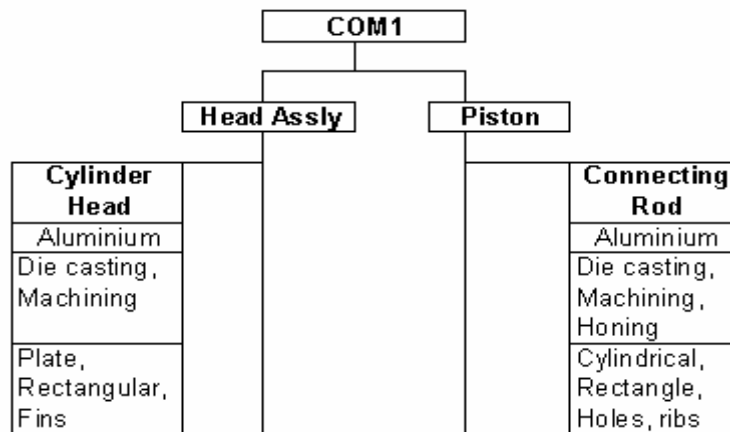 COM1
Head Assly
Piston
Cylinder
Head
Aluminium
Die casting,
Machining
Plate,
Rectangular,
Fins
Connecting
Rod
Aluminium
Die casting,
Machining,
Honing
Cylindrical,
Rectangle,
Holes, ribs